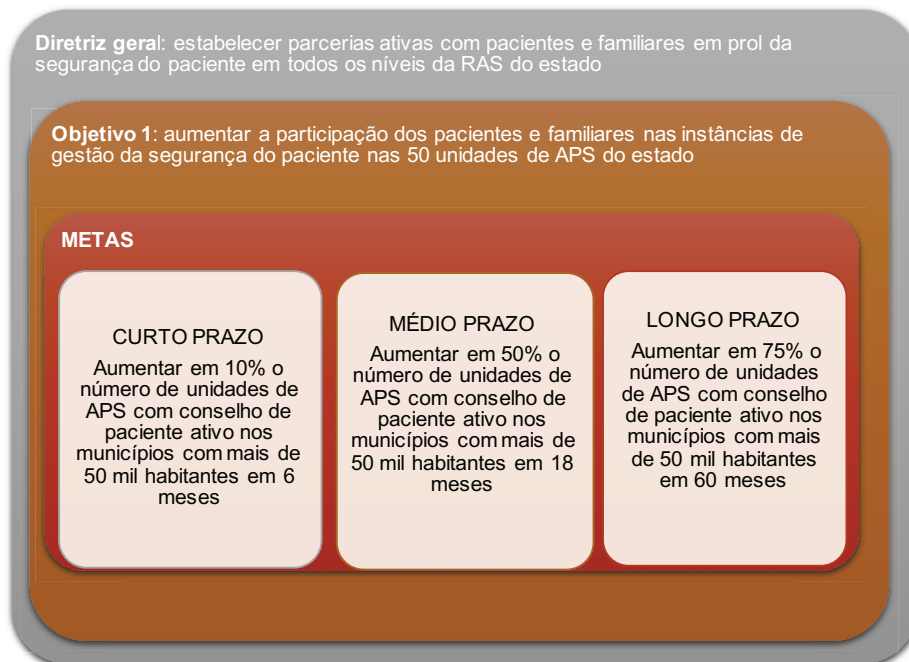 Diretriz geral: estabelecer parcerias ativas com pacientes e familiares em prol da
segurança do paciente em todos os níveis da RAS do estado
Objetivo 1: aumentar a participação dos pacientes e familiares nas instâncias de
gestão da segurança do paciente nas 50 unidades de APS do estado
METAS
CURTO PRAZO
Aumentar em 10% o
número de unidades de
APS com conselho de
paciente ativo nos
municípios com mais de
50 mil habitantes em 6
meses
MÉDIO PRAZO
Aumentar em 50% o
número de unidades de
APS com conselho de
paciente ativo nos
municípios com mais de
50 mil habitantes em 18
meses
LONGO PRAZO
Aumentar em 75% o
número de unidades
de APS com conselho
de paciente ativo nos
municípios com mais
de 50 mil habitantes
em 60 meses